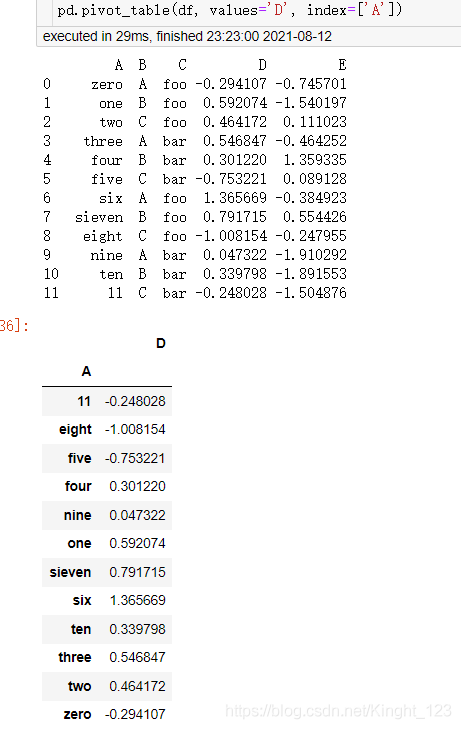 pd.pivot_table(df, values='D', index=['A'])
executed in 29ms, finished 23:23:00 2021-08-12
A B C D E
0 zero A foo -0.294107 -0.745701
1 one B foo 0.592074 -1.540197
2 two C foo 0.464172 0.111023
3 three A bar 0.546847 -0.464252
4 four B bar 0.301220 1.359335
5 five C bar -0.753221 0.089128
6 six A foo 1.365669 -0.384923
7 sieven B foo 0.791715 0.554426
8 eight C foo -1.008154 -0.247955
9 nine A bar 0.047322 -1.910292
10 ten B bar 0.339798 -1.891553
11 11 C bar -0.248028 -1.504876
36]:
D
A
11 -0.248028
eight -1.008154
five -0.753221
four 0.301220
nine 0.047322
one 0.592074
sieven 0.791715
six 1.365669
ten 0.339798
three 0.546847
two 0.464172
zero -0.294107
https://blog.csdn.net/Kinght_123